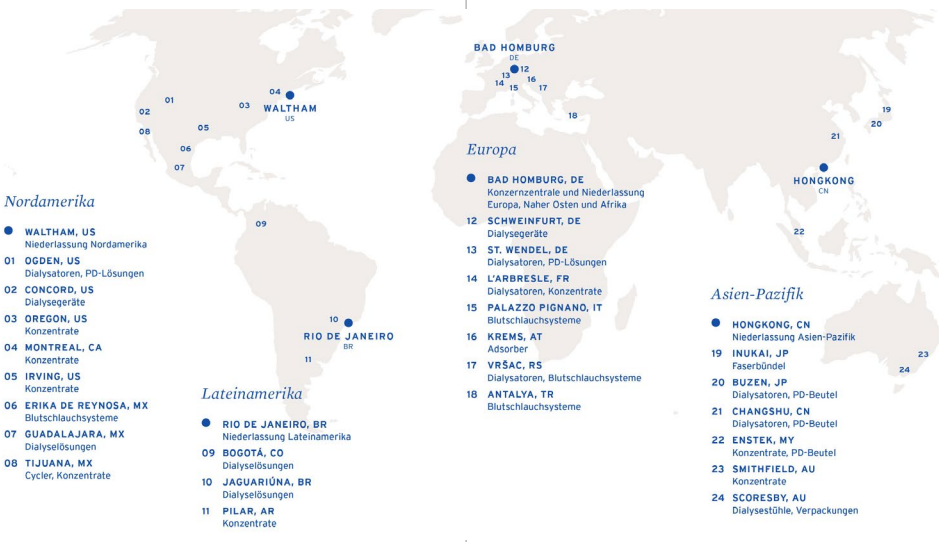 01
02
08
03
04
WALTHAM
US
05
06
07
09
10
RIO DE JANEIRO
BR
11
BAD HOMBURG
DE
12
13
14
15
16
17
18
19
20
21
HONGKONG
CN
22
23
24
Nordamerika
WALTHAM, US
Niederlassung Nordamerika
01 OGDEN, US
Dialysatoren, PD-Lösungen
02 CONCORD, US
Dialysegeräte
03 OREGON, US
Konzentrate
04 MONTREAL, CA
Konzentrate
05 IRVING, US
Konzentrate
06 ERIKA DE REYNOSA, MX
Blutschlauchsysteme
07 GUADALAJARA, MX
Dialyselösungen
08 TIJUANA, MX
Cycler, Konzentrate
Lateinamerika
RIO DE JANEIRO, BR
Niederlassung Lateinamerika
09 BOGOTÁ, CO
Dialyselösungen
10 JAGUARIÚNA, BR
Dialyselösungen
11 PILAR, AR
Konzentrate
Europa
BAD HOMBURG, DE
Konzernzentrale und Niederlassung
Europa, Naher Osten und Afrika
12 SCHWEINFURT, DE
Dialysegeräte
13 ST. WENDEL, DE
Dialysatoren, PD-Lösungen
14 L'ARBRESLE, FR
Dialysatoren, Konzentrate
15 PALAZZO PIGNANO, IT
Blutschlauchsysteme
16 KREMS, AT
Adsorber
17 VRŠAC, RS
Dialysatoren, Blutschlauchsysteme
18 ANTALYA, TR
Blutschlauchsysteme
Asien-Pazifik
HONGKONG, CN
Niederlassung Asien-Pazifik
19 INUKAI, JP
Faserbündel
20 BUZEN, JP
Dialysatoren, PD-Beutel
21 CHANGSHU, CN
Dialysatoren, PD-Beutel
22 ENSTEK, MY
Konzentrate, PD-Beutel
23 SMITHFIELD, AU
Konzentrate
24 SCORESBY, AU
Dialysestühle, Verpackungen